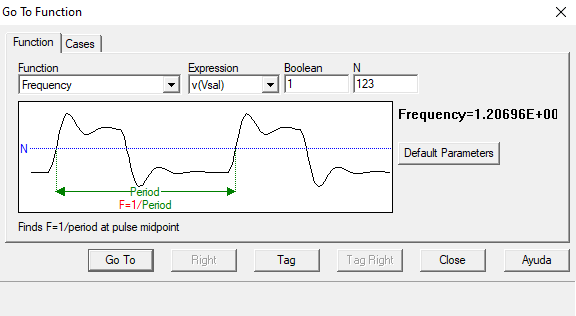 Go To Function
Function Cases
Function Expression Boolean N
Frequency v(Vsal) 1 123
Frequency=1.20696E+00
N
Default Parameters
Period
F=1/Period
Finds F=1/period at pulse midpoint
Go To Right Tag Tag Right Close Ayuda